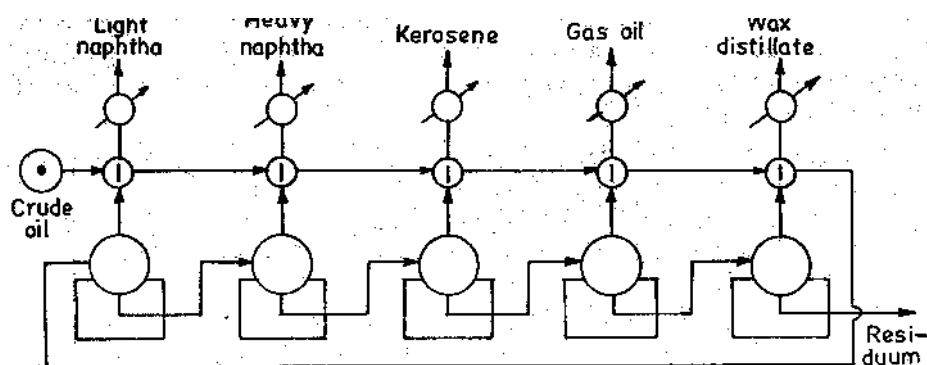 Light
naphtha
Heavy
naphtha
Kerosene
Gas oil
Wax
distillate
Crude
oil
Resi-
duum